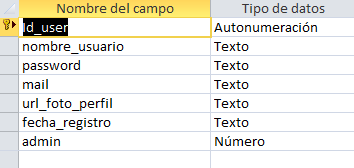 Nombre del campo Tipo de datos
Id_user Autonumeración
nombre_usuario Texto
password Texto
mail Texto
url_foto_perfil Texto
fecha_registro Texto
admin Número